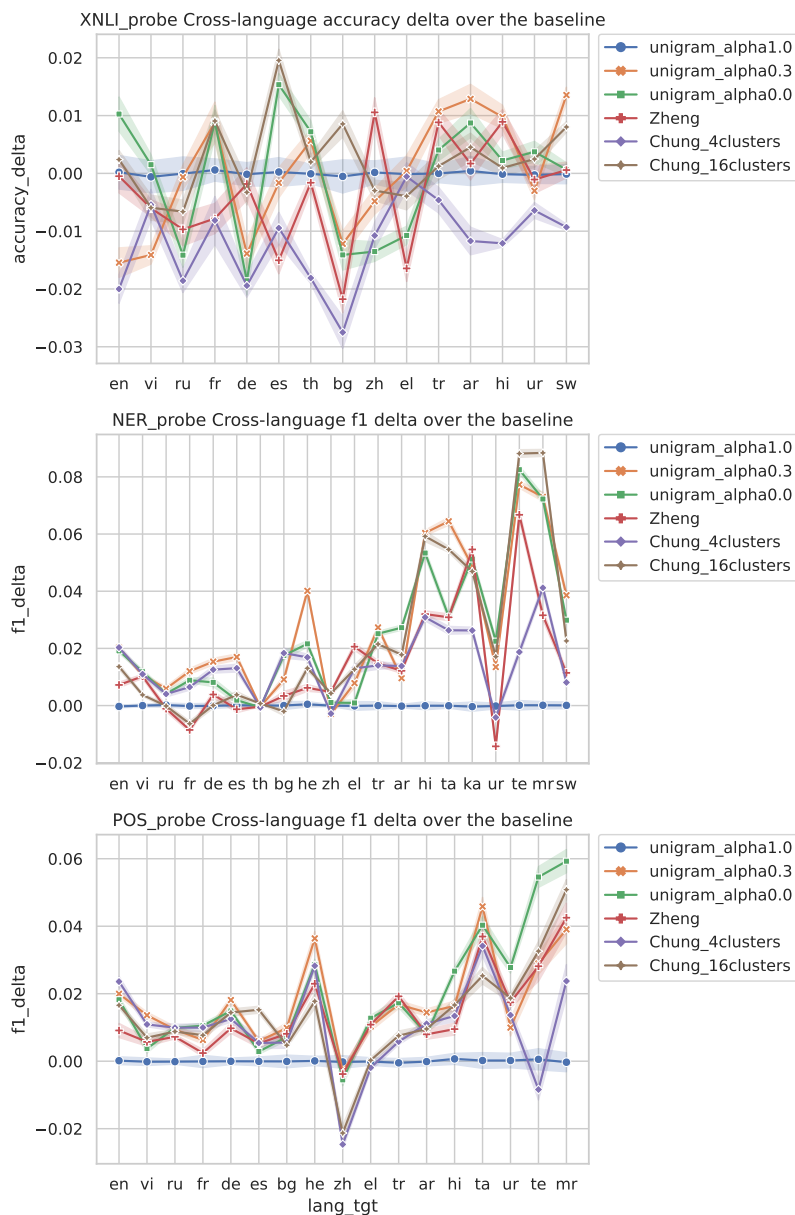 XNLI_probe Cross-language accuracy delta over the baseline
accuracy_delta
0.02
0.01
0.00
−0.01
−0.02
−0.03
en vi ru fr de es th bg zh el tr ar hi ur sw
unigram_alpha1.0
unigram_alpha0.3
unigram_alpha0.0
Zheng
Chung_4clusters
Chung_16clusters
NER_probe Cross-language f1 delta over the baseline
f1_delta
0.08
0.06
0.04
0.02
0.00
−0.02
en vi ru fr de es th bg he zh el tr ar hi ta ka ur te mr sw
unigram_alpha1.0
unigram_alpha0.3
unigram_alpha0.0
Zheng
Chung_4clusters
Chung_16clusters
POS_probe Cross-language f1 delta over the baseline
f1_delta
0.06
0.04
0.02
0.00
−0.02
en vi ru fr de es bg he zh el tr ar hi ta ur te mr
lang_tgt
unigram_alpha1.0
unigram_alpha0.3
unigram_alpha0.0
Zheng
Chung_4clusters
Chung_16clusters